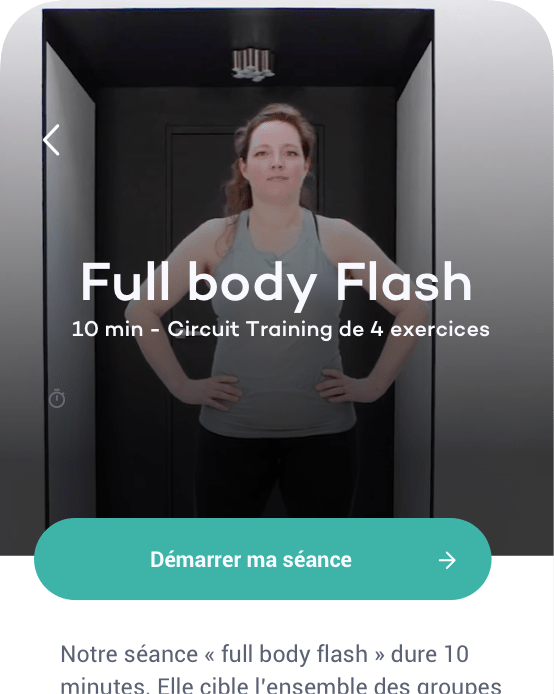 Full body Flash
10 min - Circuit Training de 4 exercices
Démarrer ma séance
Notre séance « full body flash » dure 10
minutes. Elle cible l'ensemble des groupes